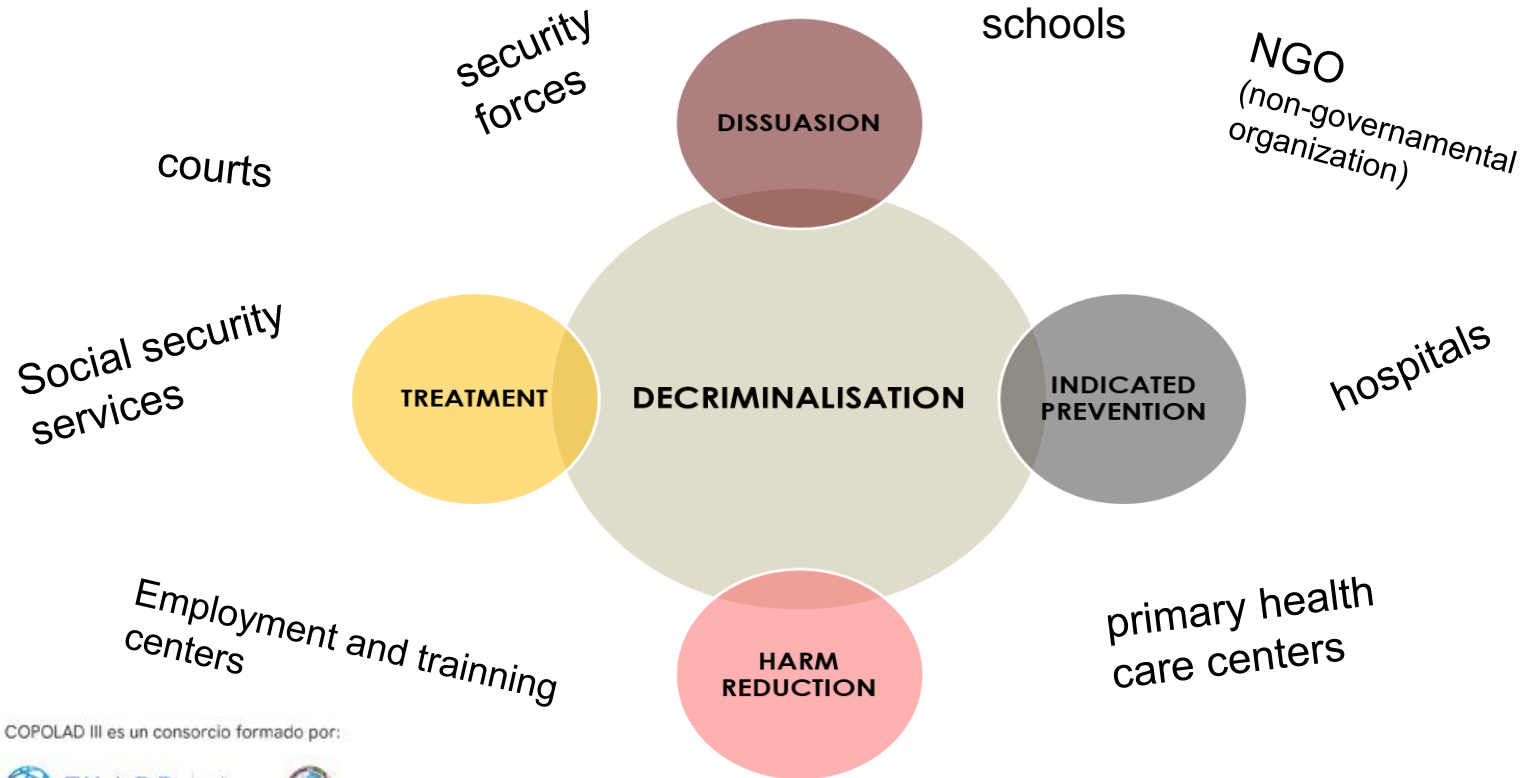 schools
security
forces
NGO
(non-governamental
organization)
DISSUASION
courts
Social security
services
TREATMENT
DECRIMINALISATION
INDICATED
PREVENTION
hospitals
Employment and trainning
centers
HARM
REDUCTION
primary health
care centers
COPOLAD III es un consorcio formado por: